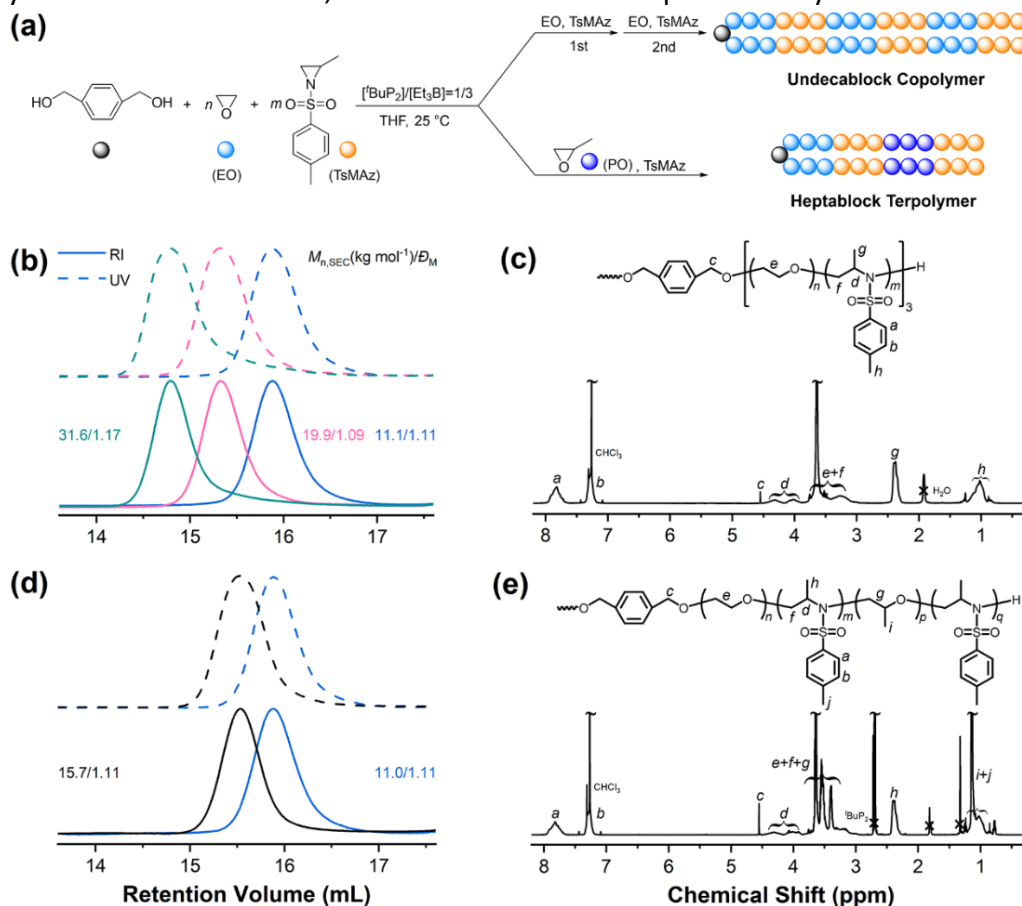 (a)
EO, TsMAz
1st
EO, TsMAz
2nd
Undecablock Copolymer
HO
OH
+ n
O
+ m
N
O=S=O
[ᵗBuP₂]/[Et₃B]=1/3
THF, 25 °C
(EO)
(TsMAz)
O
(PO) , TsMAz
Heptablock Terpolymer
(b)
RI
UV
Mn,SEC(kg mol⁻¹)/ĐM
31.6/1.17
19.9/1.09
11.1/1.11
14 15 16 17
(c)
O c O e O n f d g N m H 3
O=S=O
a
b
h
a CHCl₃ b c d e+f g H₂O h
8 7 6 5 4 3 2 1
(d)
15.7/1.11
11.0/1.11
14 15 16 17
Retention Volume (mL)
(e)
O c O e O n f d h N m g i O p N q H
O=S=O O=S=O
a
b
j
a CHCl₃ b c d e+f+g ᵗBuP₂ h i+j
8 7 6 5 4 3 2 1
Chemical Shift (ppm)